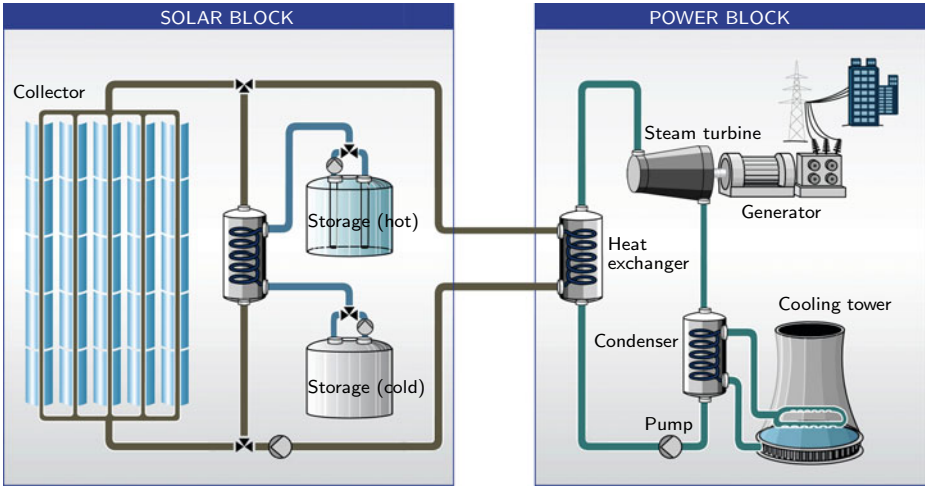 SOLAR BLOCK
POWER BLOCK
Collector
Steam turbine
Storage (hot)
Generator
Heat
exchanger
Cooling tower
Condenser
Storage (cold)
Pump